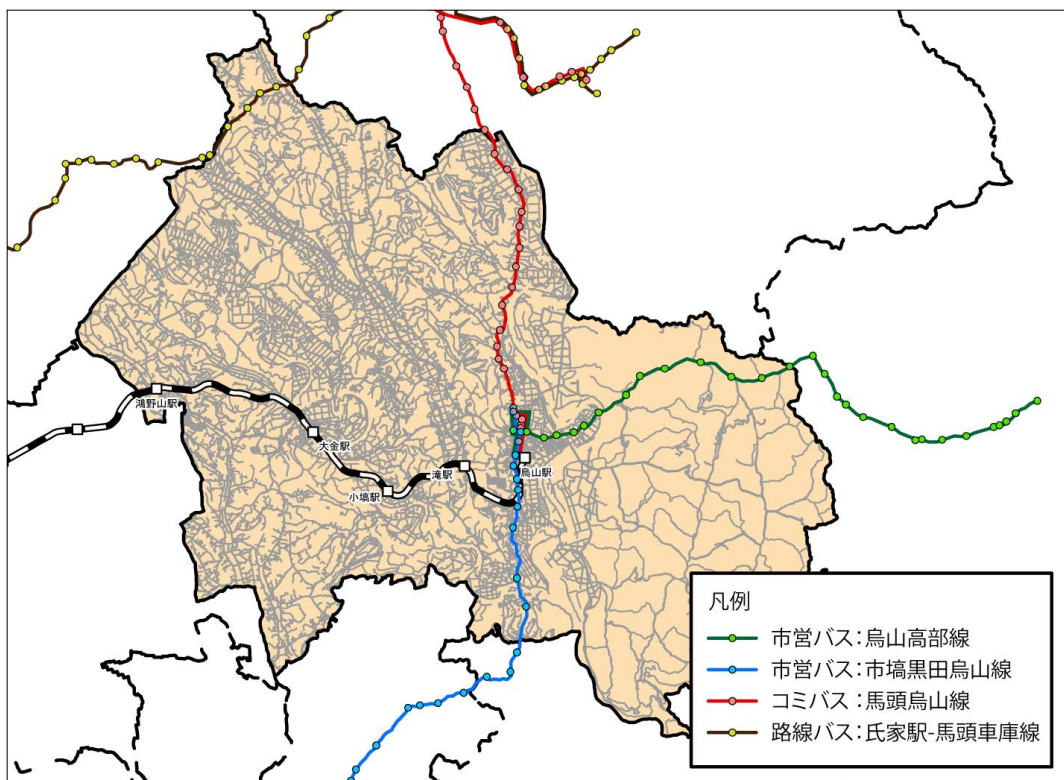 鴻野山駅
大金駅
小塙駅
滝駅
烏山駅
凡例
市営バス：烏山高部線
市営バス：市塙黒田烏山線
コミバス：馬頭烏山線
路線バス：氏家駅-馬頭車庫線